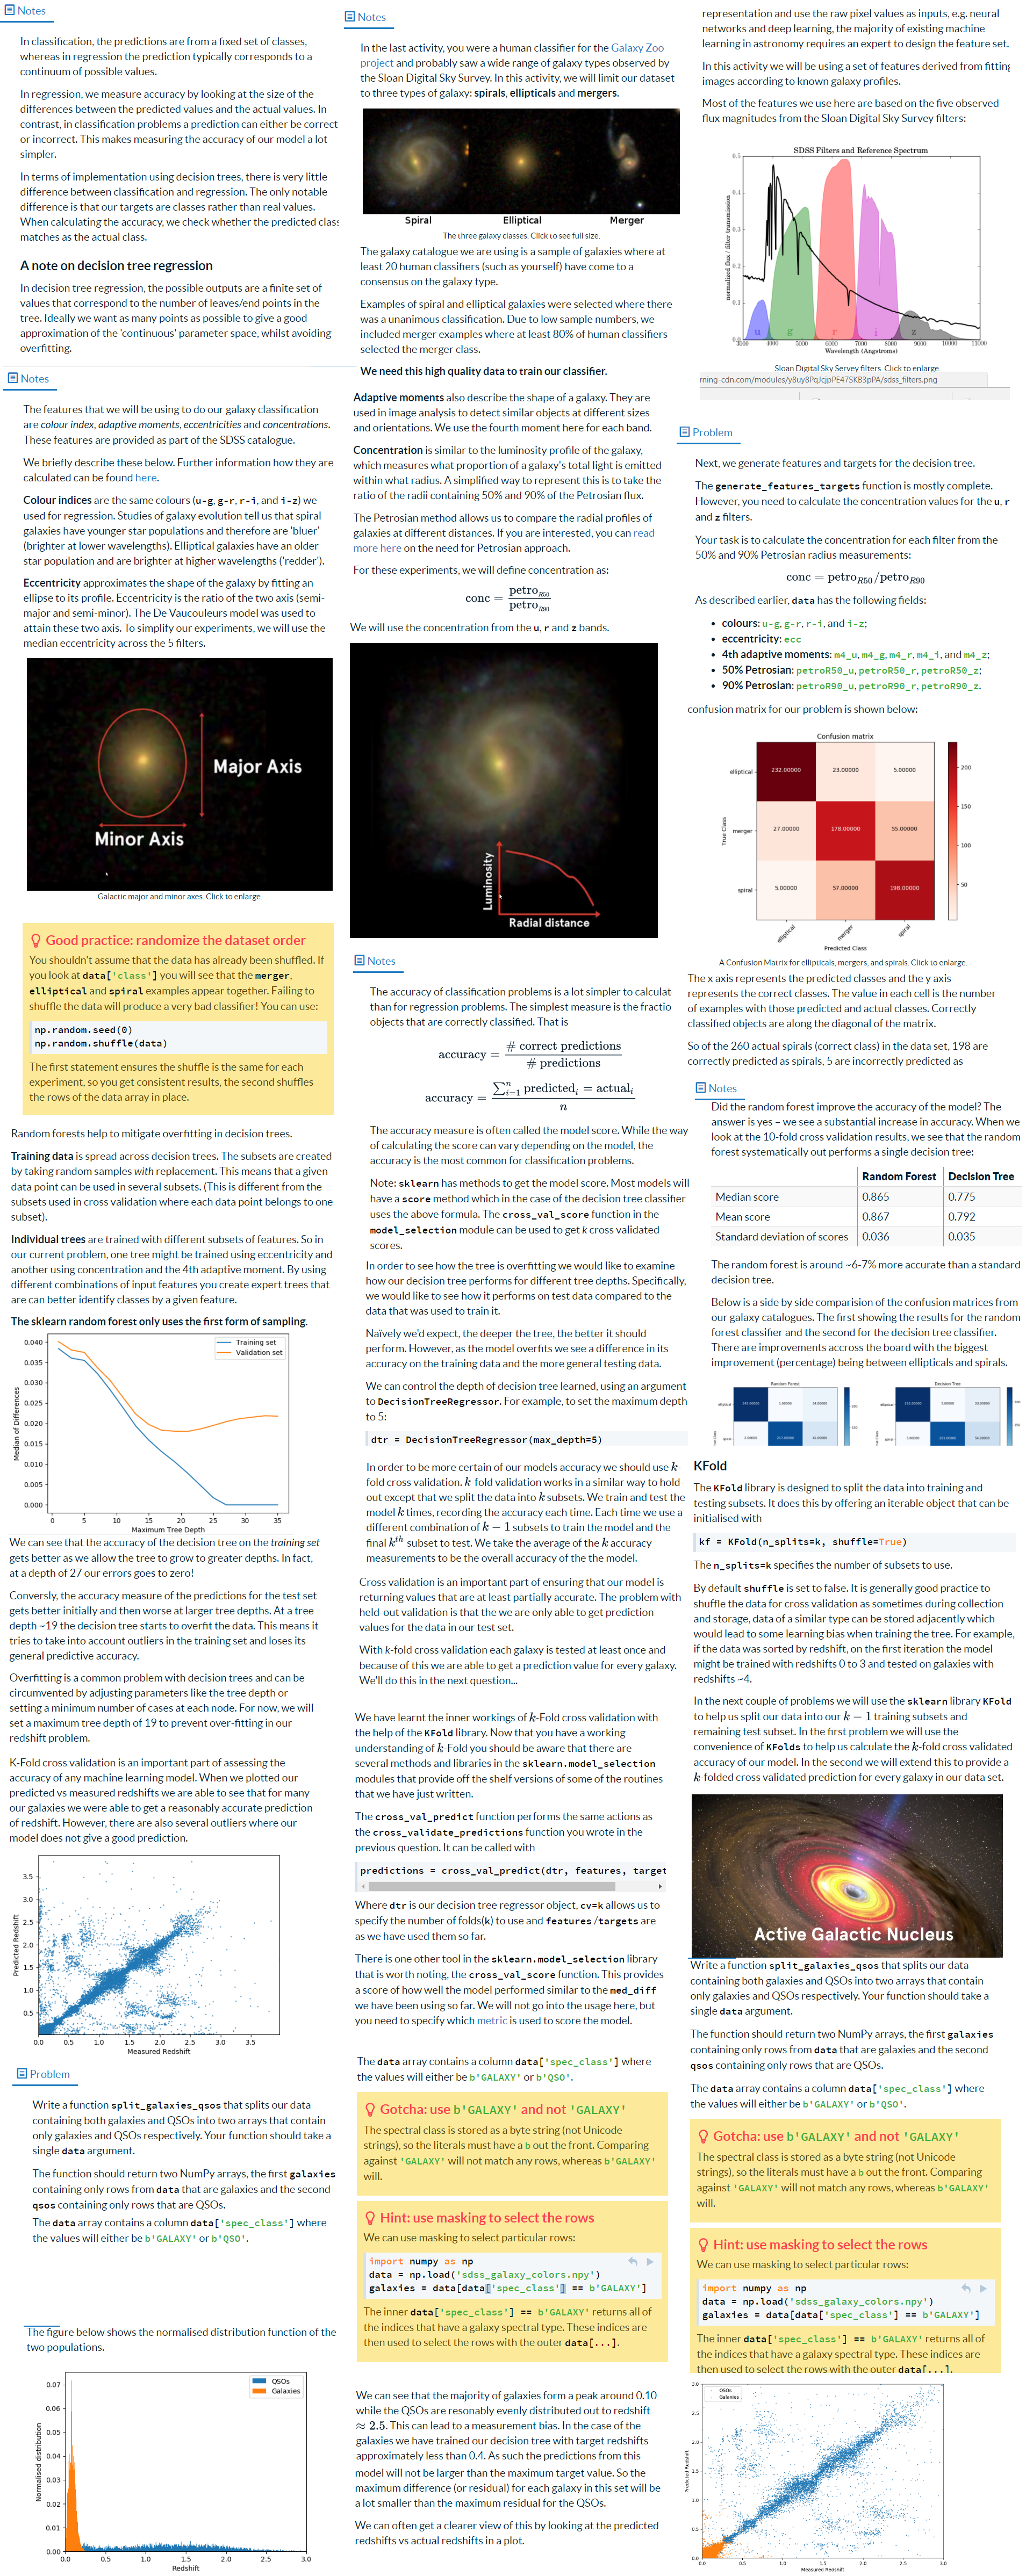 Notes
In classification, the predictions are from a fixed set of classes,
whereas in regression the prediction typically corresponds to a
continuum of possible values.
In regression, we measure accuracy by looking at the size of the
differences between the predicted values and the actual values. In
contrast, in classification problems a prediction can either be correct
or incorrect. This makes measuring the accuracy of our model a lot
simpler.
In terms of implementation using decision trees, there is very little
difference between classification and regression. The only notable
difference is that our targets are classes rather than real values.
When calculating the accuracy, we check whether the predicted class
matches as the actual class.
A note on decision tree regression
In decision tree regression, the possible outputs are a finite set of
values that correspond to the number of leaves/end points in the
tree. Ideally we want as many points as possible to give a good
approximation of the 'continuous' parameter space, whilst avoiding
overfitting.
Notes
The features that we will be using to do our galaxy classification
are colour index, adaptive moments, eccentricities and concentrations.
These features are provided as part of the SDSS catalogue.
We briefly describe these below. Further information how they are
calculated can be found here.
Colour indices are the same colours (u-g, g-r, r-i, and i-z) we
used for regression. Studies of galaxy evolution tell us that spiral
galaxies have younger star populations and therefore are 'bluer'
(brighter at lower wavelengths). Elliptical galaxies have an older
star population and are brighter at higher wavelengths ('redder').
Eccentricity approximates the shape of the galaxy by fitting an
ellipse to its profile. Eccentricity is the ratio of the two axis (semi-
major and semi-minor). The De Vaucouleurs model was used to
attain these two axis. To simplify our experiments, we will use the
median eccentricity across the 5 filters.
Major Axis
Minor Axis
Galactic major and minor axes. Click to enlarge.
Good practice: randomize the dataset order
You shouldn't assume that the data has already been shuffled. If
you look at data['class'] you will see that the merger,
elliptical and spiral examples appear together. Failing to
shuffle the data will produce a very bad classifier! You can use:
np.random.seed(0)
np.random.shuffle(data)
The first statement ensures the shuffle is the same for each
experiment, so you get consistent results, the second shuffles
the rows of the data array in place.
Random forests help to mitigate overfitting in decision trees.
Training data is spread across decision trees. The subsets are created
by taking random samples with replacement. This means that a given
data point can be used in several subsets. (This is different from the
subsets used in cross validation where each data point belongs to one
subset).
Individual trees are trained with different subsets of features. So in
our current problem, one tree might be trained using eccentricity and
another using concentration and the 4th adaptive moment. By using
different combinations of input features you create expert trees that
are can better identify classes by a given feature.
The sklearn random forest only uses the first form of sampling.
Training set
Validation set
Median of Differences
0.040
0.035
0.030
0.025
0.020
0.015
0.010
0.005
0.000
0 5 10 15 20 25 30 35
Maximum Tree Depth
We can see that the accuracy of the decision tree on the training set
gets better as we allow the tree to grow to greater depths. In fact,
at a depth of 27 our errors goes to zero!
Conversly, the accuracy measure of the predictions for the test set
gets better initially and then worse at larger tree depths. At a tree
depth ~19 the decision tree starts to overfit the data. This means it
tries to take into account outliers in the training set and loses its
general predictive accuracy.
Overfitting is a common problem with decision trees and can be
circumvented by adjusting parameters like the tree depth or
setting a minimum number of cases at each node. For now, we will
set a maximum tree depth of 19 to prevent over-fitting in our
redshift problem.
K-Fold cross validation is an important part of assessing the
accuracy of any machine learning model. When we plotted our
predicted vs measured redshifts we are able to see that for many
our galaxies we were able to get a reasonably accurate prediction
of redshift. However, there are also several outliers where our
model does not give a good prediction.
Predicted Redshift
3.5
3.0
2.5
2.0
1.5
1.0
0.5
0.0 0.5 1.0 1.5 2.0 2.5 3.0 3.5
Measured Redshift
Problem
Write a function split_galaxies_qsos that splits our data
containing both galaxies and QSOs into two arrays that contain
only galaxies and QSOs respectively. Your function should take a
single data argument.
The function should return two NumPy arrays, the first galaxies
containing only rows from data that are galaxies and the second
qsos containing only rows that are QSOs.
The data array contains a column data['spec_class'] where
the values will either be b'GALAXY' or b'QSO'.
The figure below shows the normalised distribution function of the
two populations.
QSOs
Galaxies
Normalised distribution
0.07
0.06
0.05
0.04
0.03
0.02
0.01
0.00
0.0 0.5 1.0 1.5 2.0 2.5 3.0
Redshift
Notes
In the last activity, you were a human classifier for the Galaxy Zoo
project and probably saw a wide range of galaxy types observed by
the Sloan Digital Sky Survey. In this activity, we will limit our dataset
to three types of galaxy: spirals, ellipticals and mergers.
Spiral Elliptical Merger
The three galaxy classes. Click to see full size.
The galaxy catalogue we are using is a sample of galaxies where at
least 20 human classifiers (such as yourself) have come to a
consensus on the galaxy type.
Examples of spiral and elliptical galaxies were selected where there
was a unanimous classification. Due to low sample numbers, we
included merger examples where at least 80% of human classifiers
selected the merger class.
We need this high quality data to train our classifier.
Adaptive moments also describe the shape of a galaxy. They are
used in image analysis to detect similar objects at different sizes
and orientations. We use the fourth moment here for each band.
Concentration is similar to the luminosity profile of the galaxy,
which measures what proportion of a galaxy's total light is emitted
within what radius. A simplified way to represent this is to take the
ratio of the radii containing 50% and 90% of the Petrosian flux.
The Petrosian method allows us to compare the radial profiles of
galaxies at different distances. If you are interested, you can read
more here on the need for Petrosian approach.
For these experiments, we will define concentration as:
conc = petroR50 / petroR90
We will use the concentration from the u, r and z bands.
Luminosity
Radial distance
Notes
The accuracy of classification problems is a lot simpler to calculat
than for regression problems. The simplest measure is the fractio
objects that are correctly classified. That is
accuracy = # correct predictions / # predictions
accuracy = ∑ni=1 predictedi = actuali / n
The accuracy measure is often called the model score. While the way
of calculating the score can vary depending on the model, the
accuracy is the most common for classification problems.
Note: sklearn has methods to get the model score. Most models will
have a score method which in the case of the decision tree classifier
uses the above formula. The cross_val_score function in the
model_selection module can be used to get k cross validated
scores.
In order to see how the tree is overfitting we would like to examine
how our decision tree performs for different tree depths. Specifically,
we would like to see how it performs on test data compared to the
data that was used to train it.
Naïvely we'd expect, the deeper the tree, the better it should
perform. However, as the model overfits we see a difference in its
accuracy on the training data and the more general testing data.
We can control the depth of decision tree learned, using an argument
to DecisionTreeRegressor. For example, to set the maximum depth
to 5:
dtr = DecisionTreeRegressor(max_depth=5)
In order to be more certain of our models accuracy we should use k-
fold cross validation. k-fold validation works in a similar way to hold-
out except that we split the data into k subsets. We train and test the
model k times, recording the accuracy each time. Each time we use a
different combination of k − 1 subsets to train the model and the
final kth subset to test. We take the average of the k accuracy
measurements to be the overall accuracy of the the model.
Cross validation is an important part of ensuring that our model is
returning values that are at least partially accurate. The problem with
held-out validation is that the we are only able to get prediction
values for the data in our test set.
With k-fold cross validation each galaxy is tested at least once and
because of this we are able to get a prediction value for every galaxy.
We'll do this in the next question...
We have learnt the inner workings of k-Fold cross validation with
the help of the KFold library. Now that you have a working
understanding of k-Fold you should be aware that there are
several methods and libraries in the sklearn.model_selection
modules that provide off the shelf versions of some of the routines
that we have just written.
The cross_val_predict function performs the same actions as
the cross_validate_predictions function you wrote in the
previous question. It can be called with
predictions = cross_val_predict(dtr, features, target
Where dtr is our decision tree regressor object, cv=k allows us to
specify the number of folds(k) to use and features/targets are
as we have used them so far.
There is one other tool in the sklearn.model_selection library
that is worth noting, the cross_val_score function. This provides
a score of how well the model performed similar to the med_diff
we have been using so far. We will not go into the usage here, but
you need to specify which metric is used to score the model.
The data array contains a column data['spec_class'] where
the values will either be b'GALAXY' or b'QSO'.
Gotcha: use b'GALAXY' and not 'GALAXY'
The spectral class is stored as a byte string (not Unicode
strings), so the literals must have a b out the front. Comparing
against 'GALAXY' will not match any rows, whereas b'GALAXY'
will.
Hint: use masking to select the rows
We can use masking to select particular rows:
import numpy as np
data = np.load('sdss_galaxy_colors.npy')
galaxies = data[data['spec_class'] == b'GALAXY']
The inner data['spec_class'] == b'GALAXY' returns all of
the indices that have a galaxy spectral type. These indices are
then used to select the rows with the outer data[...].
We can see that the majority of galaxies form a peak around 0.10
while the QSOs are resonably evenly distributed out to redshift
≈ 2.5. This can lead to a measurement bias. In the case of the
galaxies we have trained our decision tree with target redshifts
approximately less than 0.4. As such the predictions from this
model will not be larger than the maximum target value. So the
maximum difference (or residual) for each galaxy in this set will be
a lot smaller than the maximum residual for the QSOs.
We can often get a clearer view of this by looking at the predicted
redshifts vs actual redshifts in a plot.
representation and use the raw pixel values as inputs, e.g. neural
networks and deep learning, the majority of existing machine
learning in astronomy requires an expert to design the feature set.
In this activity we will be using a set of features derived from fitting
images according to known galaxy profiles.
Most of the features we use here are based on the five observed
flux magnitudes from the Sloan Digital Sky Survey filters:
SDSS Filters and Reference Spectrum
normalized flux / filter transmission
0.5
0.4
0.3
0.2
0.1
0.0
u g r i z
3000 4000 5000 6000 7000 8000 9000 10000 11000
Wavelength (Angstroms)
Sloan Digital Sky Survey filters. Click to enlarge.
rning-cdn.com/modules/y8uy8PqJcjpPE47SKB3pPA/sdss_filters.png
Problem
Next, we generate features and targets for the decision tree.
The generate_features_targets function is mostly complete.
However, you need to calculate the concentration values for the u, r
and z filters.
Your task is to calculate the concentration for each filter from the
50% and 90% Petrosian radius measurements:
conc = petroR50/petroR90
As described earlier, data has the following fields:
• colours: u-g, g-r, r-i, and i-z;
• eccentricity: ecc
• 4th adaptive moments: m4_u, m4_g, m4_r, m4_i, and m4_z;
• 50% Petrosian: petroR50_u, petroR50_r, petroR50_z;
• 90% Petrosian: petroR90_u, petroR90_r, petroR90_z.
confusion matrix for our problem is shown below:
Confusion matrix
elliptical 232.00000 23.00000 5.00000
merger 27.00000 178.00000 55.00000
spiral 5.00000 57.00000 198.00000
True Class
elliptical merger spiral
Predicted Class
200
150
100
50
A Confusion Matrix for ellipticals, mergers, and spirals. Click to enlarge.
The x axis represents the predicted classes and the y axis
represents the correct classes. The value in each cell is the number
of examples with those predicted and actual classes. Correctly
classified objects are along the diagonal of the matrix.
So of the 260 actual spirals (correct class) in the data set, 198 are
correctly predicted as spirals, 5 are incorrectly predicted as
Notes
Did the random forest improve the accuracy of the model? The
answer is yes – we see a substantial increase in accuracy. When we
look at the 10-fold cross validation results, we see that the random
forest systematically out performs a single decision tree:
Random Forest Decision Tree
Median score 0.865 0.775
Mean score 0.867 0.792
Standard deviation of scores 0.036 0.035
The random forest is around ~6-7% more accurate than a standard
decision tree.
Below is a side by side comparision of the confusion matrices from
our galaxy catalogues. The first showing the results for the random
forest classifier and the second for the decision tree classifier.
There are improvements accross the board with the biggest
improvement (percentage) being between ellipticals and spirals.
Random Forest
Decision Tree
KFold
The KFold library is designed to split the data into training and
testing subsets. It does this by offering an iterable object that can be
initialised with
kf = KFold(n_splits=k, shuffle=True)
The n_splits=k specifies the number of subsets to use.
By default shuffle is set to false. It is generally good practice to
shuffle the data for cross validation as sometimes during collection
and storage, data of a similar type can be stored adjacently which
would lead to some learning bias when training the tree. For example,
if the data was sorted by redshift, on the first iteration the model
might be trained with redshifts 0 to 3 and tested on galaxies with
redshifts ~4.
In the next couple of problems we will use the sklearn library KFold
to help us split our data into our k − 1 training subsets and
remaining test subset. In the first problem we will use the
convenience of KFolds to help us calculate the k-fold cross validated
accuracy of our model. In the second we will extend this to provide a
k-folded cross validated prediction for every galaxy in our data set.
Active Galactic Nucleus
Write a function split_galaxies_qsos that splits our data
containing both galaxies and QSOs into two arrays that contain
only galaxies and QSOs respectively. Your function should take a
single data argument.
The function should return two NumPy arrays, the first galaxies
containing only rows from data that are galaxies and the second
qsos containing only rows that are QSOs.
The data array contains a column data['spec_class'] where
the values will either be b'GALAXY' or b'QSO'.
Gotcha: use b'GALAXY' and not 'GALAXY'
The spectral class is stored as a byte string (not Unicode
strings), so the literals must have a b out the front. Comparing
against 'GALAXY' will not match any rows, whereas b'GALAXY'
will.
Hint: use masking to select the rows
We can use masking to select particular rows:
import numpy as np
data = np.load('sdss_galaxy_colors.npy')
galaxies = data[data['spec_class'] == b'GALAXY']
The inner data['spec_class'] == b'GALAXY' returns all of
the indices that have a galaxy spectral type. These indices are
then used to select the rows with the outer data[...].
QSOs
Galaxies
Predicted Redshift
3.0
2.5
2.0
1.5
1.0
0.5
0.0
0.0 0.5 1.0 1.5 2.0 2.5 3.0
Measured Redshift